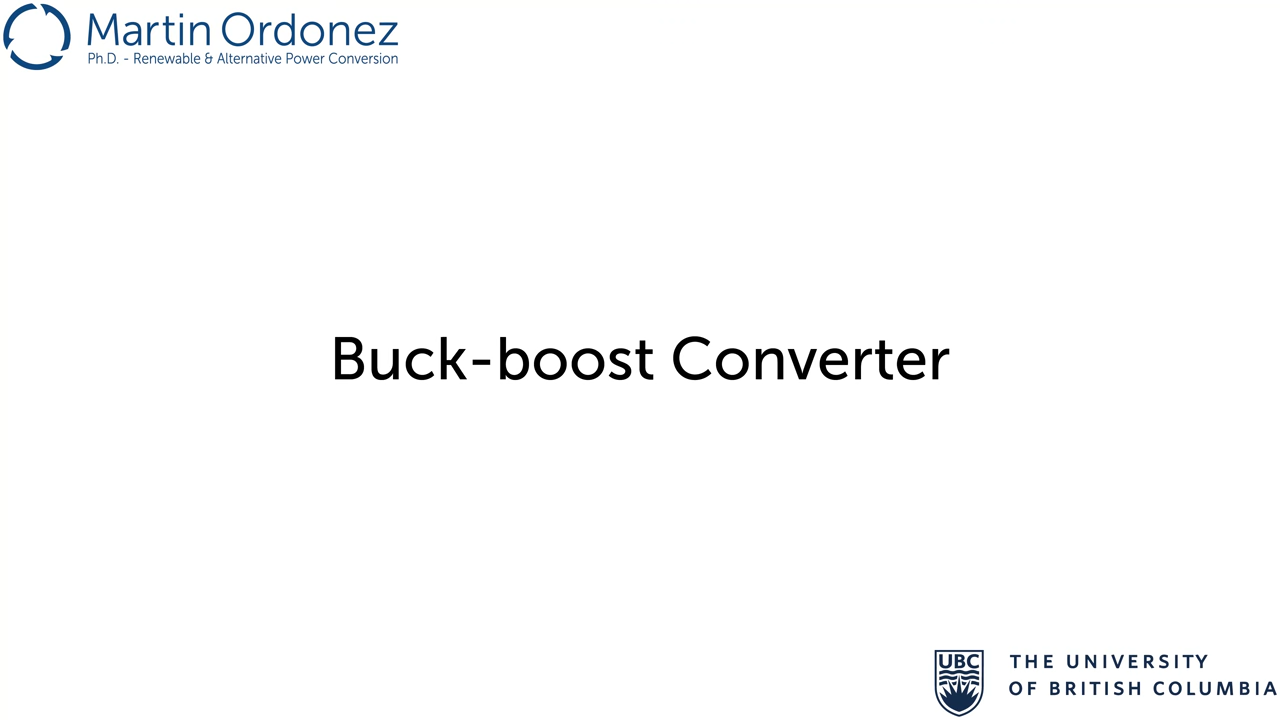 Martin Ordonez
Ph.D. - Renewable & Alternative Power Conversion
Buck-boost Converter
UBC
THE UNIVERSITY
OF BRITISH COLUMBIA